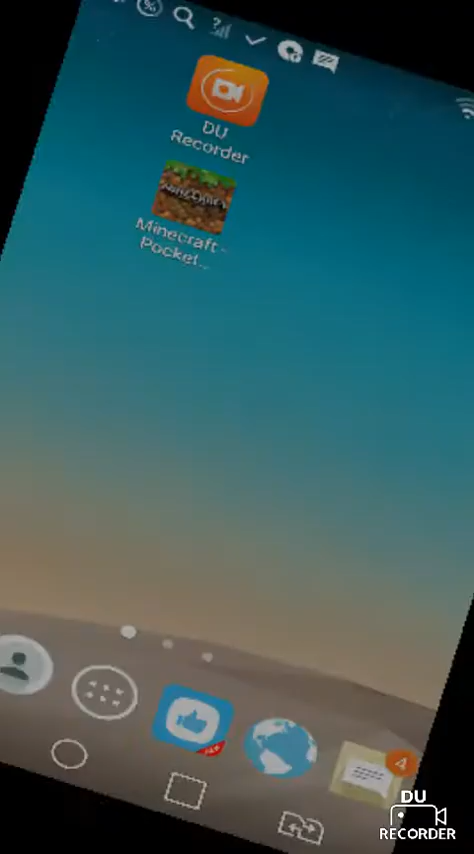 DU
Recorder
Minecraft -
Pocket...
4
DU
RECORDER